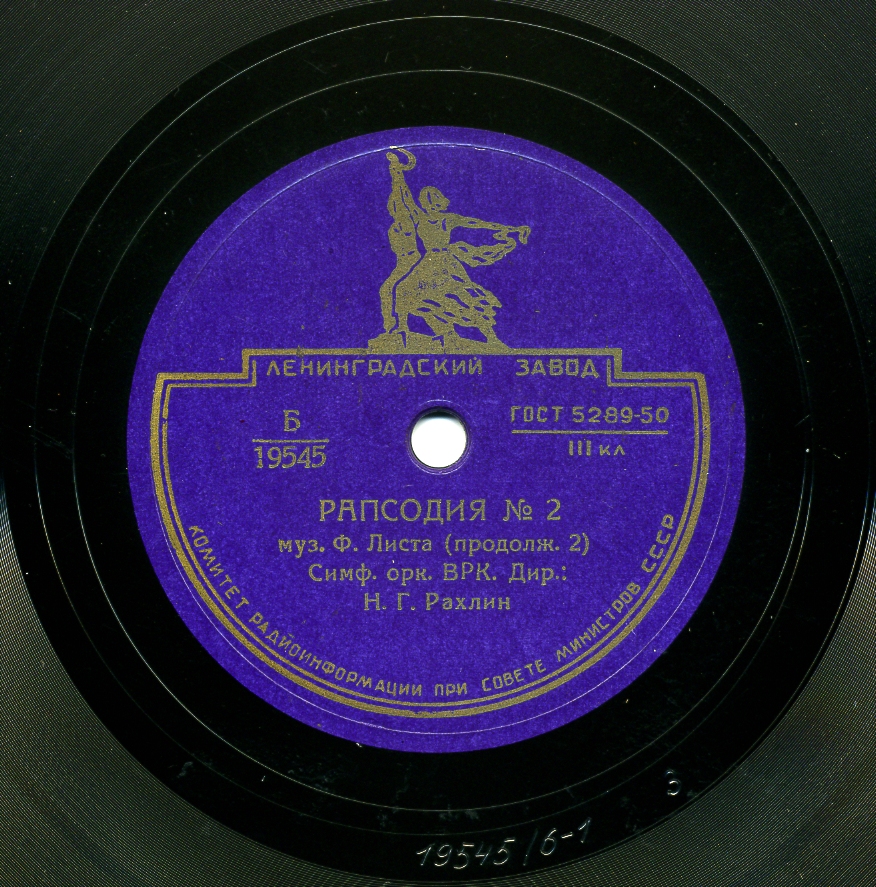 ЛЕНИНГРАДСКИЙ ЗАВОД
Б
19545
ГОСТ 5289-50
III кл
РАПСОДИЯ № 2
муз. Ф. Листа (продолж. 2)
Симф. орк. ВРК. Дир.:
Н. Г. Рахлин
КОМИТЕТ РАДИОИНФОРМАЦИИ ПРИ СОВЕТЕ МИНИСТРОВ СССР
3
19545/6-1